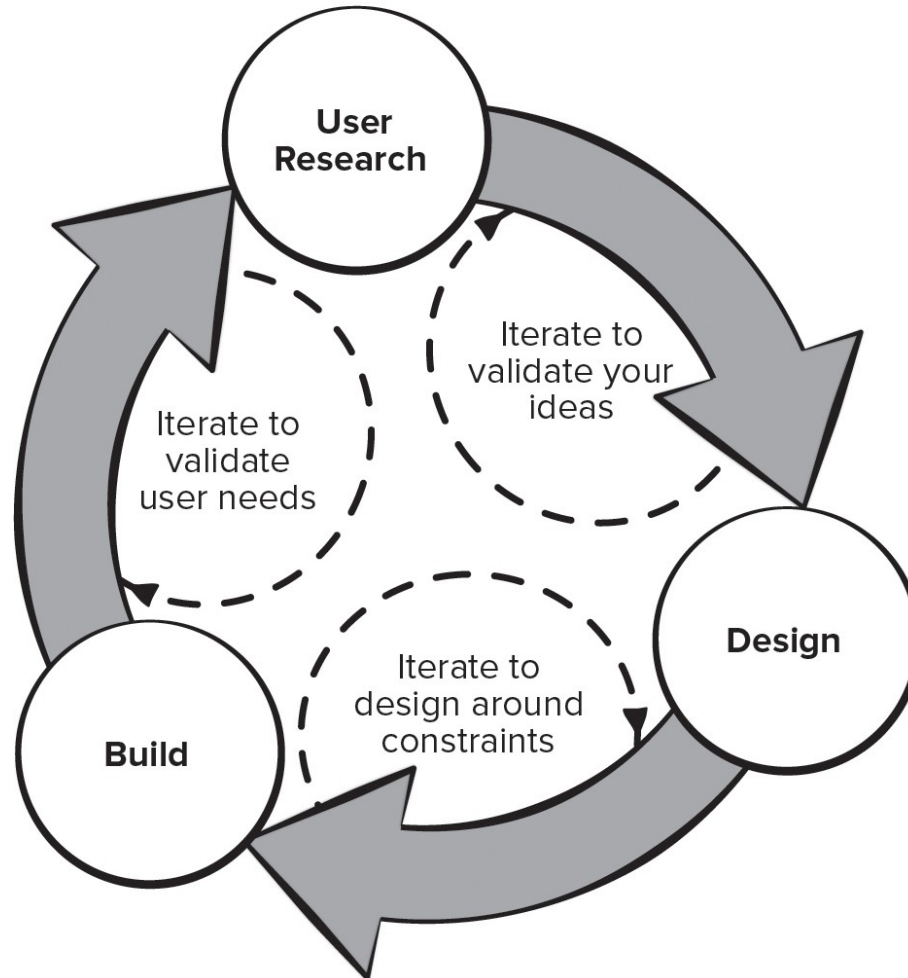 User
Research
Iterate to
validate your
ideas
Iterate to
validate
user needs
Design
Iterate to
design around
constraints
Build